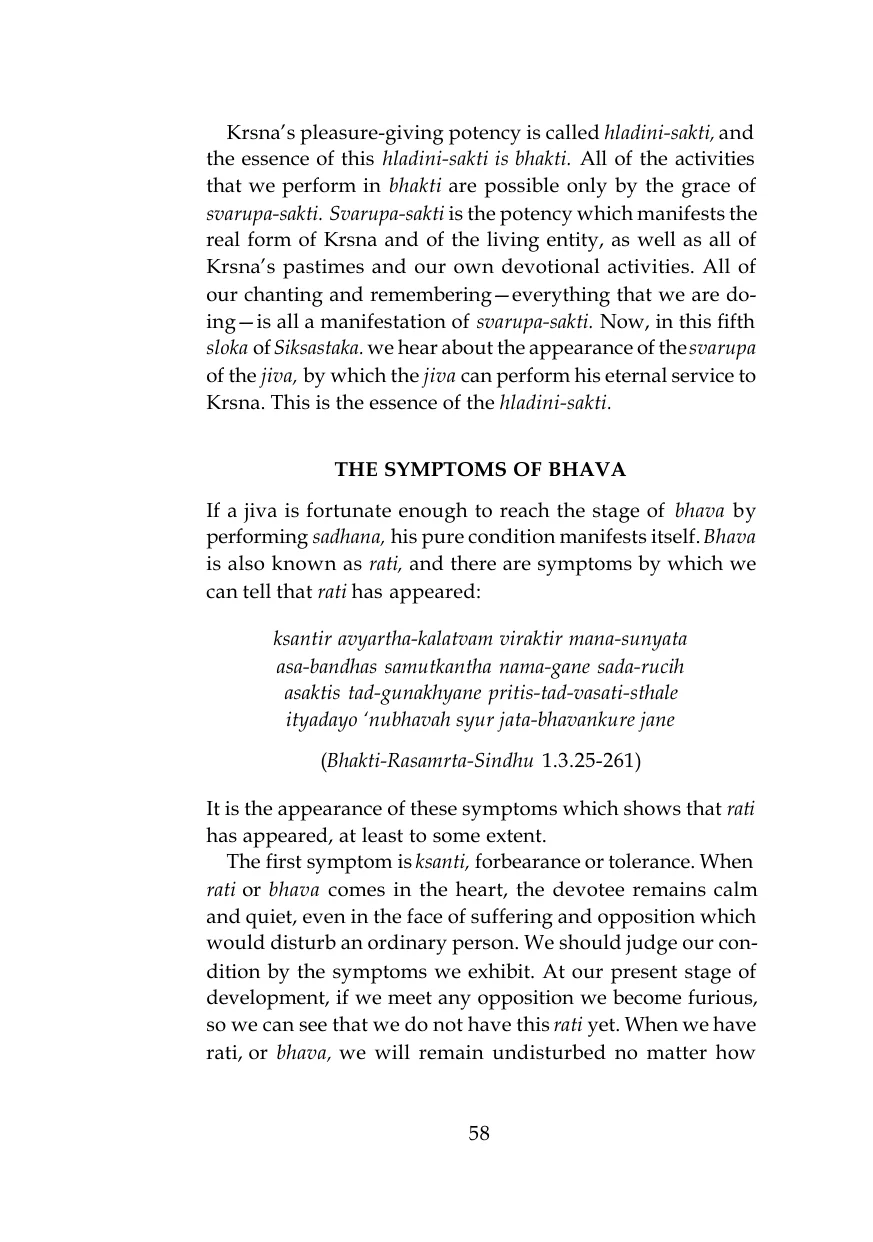 Krsna’s pleasure-giving potency is called hladini-sakti, and
the essence of this hladini-sakti is bhakti. All of the activities
that we perform in bhakti are possible only by the grace of
svarupa-sakti. Svarupa-sakti is the potency which manifests the
real form of Krsna and of the living entity, as well as all of
Krsna’s pastimes and our own devotional activities. All of
our chanting and remembering—everything that we are do-
ing—is all a manifestation of svarupa-sakti. Now, in this fifth
sloka of Siksastaka. we hear about the appearance of the svarupa
of the jiva, by which the jiva can perform his eternal service to
Krsna. This is the essence of the hladini-sakti.
THE SYMPTOMS OF BHAVA
If a jiva is fortunate enough to reach the stage of bhava by
performing sadhana, his pure condition manifests itself. Bhava
is also known as rati, and there are symptoms by which we
can tell that rati has appeared:
ksantir avyartha-kalatvam viraktir mana-sunyata
asa-bandhas samutkantha nama-gane sada-rucih
asaktis tad-gunakhyane pritis-tad-vasati-sthale
ityadayo ‘nubhavah syur jata-bhavankure jane
(Bhakti-Rasamrta-Sindhu 1.3.25-261)
It is the appearance of these symptoms which shows that rati
has appeared, at least to some extent.
The first symptom is ksanti, forbearance or tolerance. When
rati or bhava comes in the heart, the devotee remains calm
and quiet, even in the face of suffering and opposition which
would disturb an ordinary person. We should judge our con-
dition by the symptoms we exhibit. At our present stage of
development, if we meet any opposition we become furious,
so we can see that we do not have this rati yet. When we have
rati, or bhava, we will remain undisturbed no matter how
58